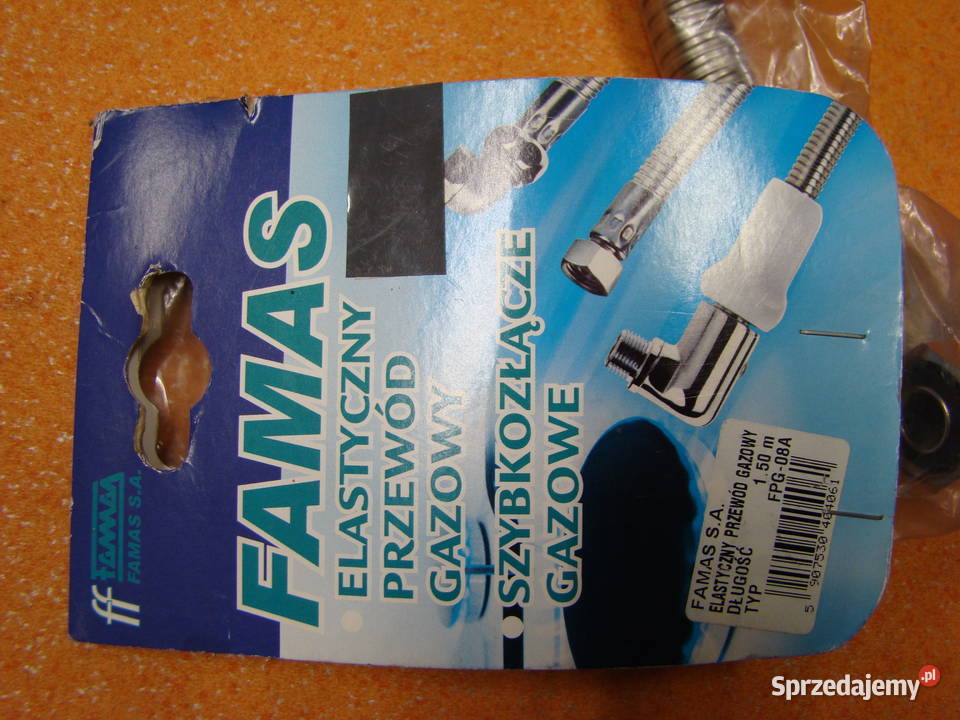 ff
famas
FAMAS S.A.
FAMAS
ELASTYCZNY
PRZEWÓD
GAZOWY
SZYBKOZŁĄCZE
GAZOWE
FAMAS S.A.
ELASTYCZNY PRZEWÓD GAZOWY
DŁUGOŚĆ 1.50 m
TYP FPG-08A
5 907530 404061
Sprzedajemy.pl